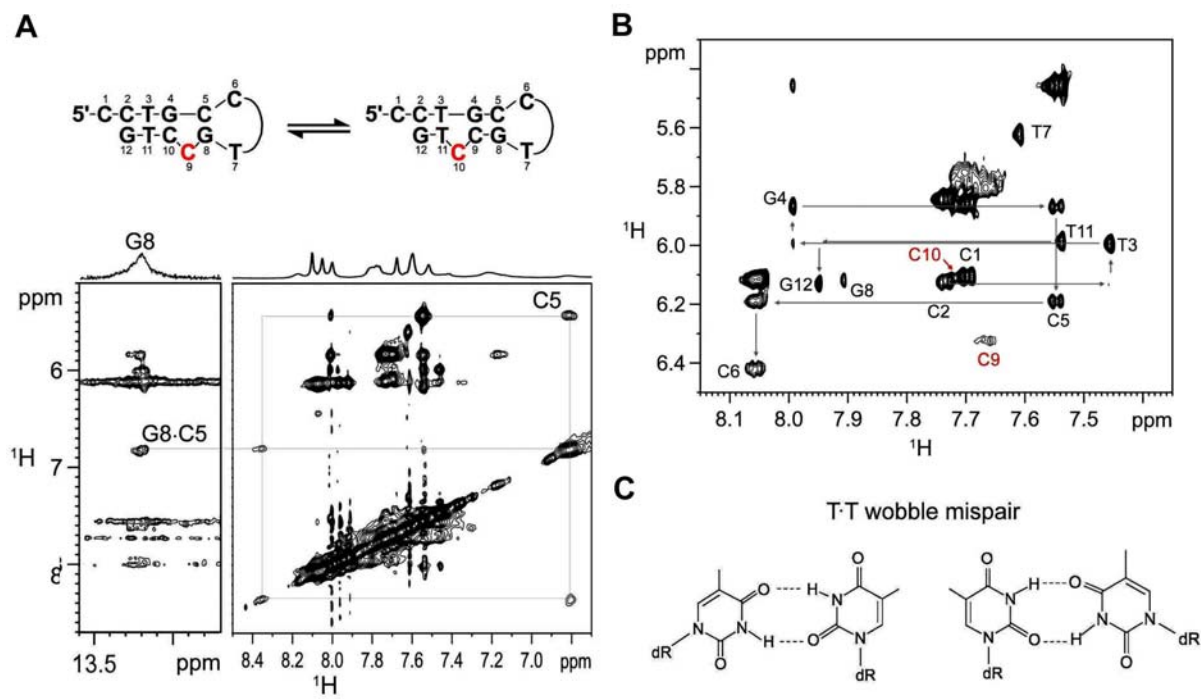 A
1 2 3 4 5 6
5'-C-C-T-G-C-C
G-T-C G T
12 11 10 8 7
C
9
1 2 3 4 5 6
5'-C-C-T-G-C-C
G T C-G T
12 11 9 8 7
C
10
G8
ppm
C5
6
G8·C5
¹H
7
8
13.5 ppm
8.4 8.2 8.0 7.8 7.6 7.4 7.2 ppm
¹H
B
ppm
5.6
T7
5.8
G4
¹H
6.0
T11 T3
C10 C1
G12 G8
6.2
C2 C5
C9
6.4
C6
8.1 8.0 7.9 7.8 7.7 7.6 7.5 ppm
¹H
C
T·T wobble mispair
O H O H O
N N N N
N H O O H N
dR O N N O dR
dR dR